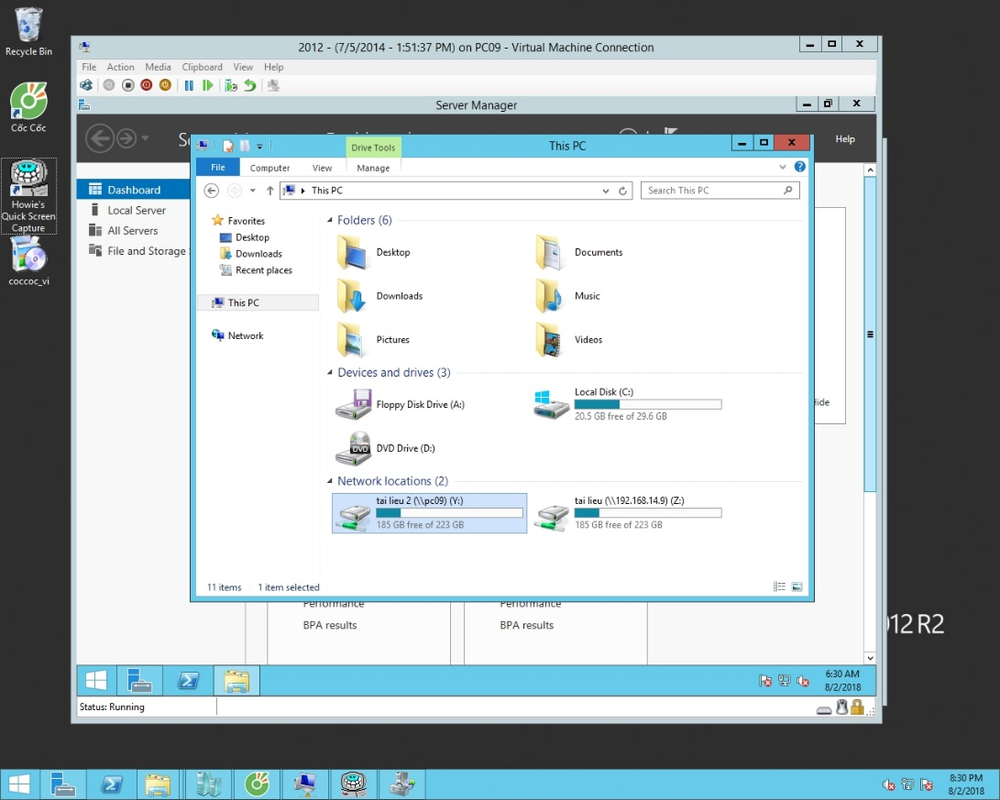 Recycle Bin
Cốc Cốc
Howie's
Quick Screen
Capture
coccoc_vi
2012 - (7/5/2014 - 1:51:37 PM) on PC09 - Virtual Machine Connection
File Action Media Clipboard View Help
Server Manager
Help
Dashboard
Local Server
All Servers
File and Storage
Drive Tools
This PC
File Computer View Manage
This PC
Search This PC
Favorites
Desktop
Downloads
Recent places
This PC
Network
Folders (6)
Desktop
Documents
Downloads
Music
Pictures
Videos
Devices and drives (3)
Floppy Disk Drive (A:)
Local Disk (C:)
20.5 GB free of 29.6 GB
DVD Drive (D:)
Network locations (2)
tai lieu 2 (\\pc09) (Y:)
185 GB free of 223 GB
tai lieu (\\192.168.14.9) (Z:)
185 GB free of 223 GB
11 items 1 item selected
Performance
Performance
BPA results
BPA results
012 R2
6:30 AM
8/2/2018
Status: Running
8:30 PM
8/2/2018